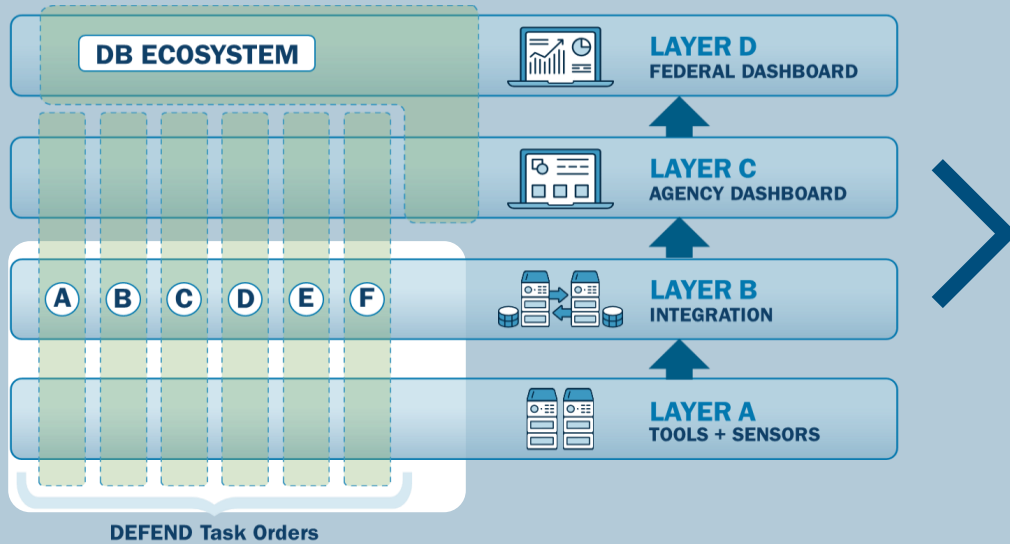 DB ECOSYSTEM
LAYER D
FEDERAL DASHBOARD
LAYER C
AGENCY DASHBOARD
A B C D E F
LAYER B
INTEGRATION
LAYER A
TOOLS + SENSORS
DEFEND Task Orders